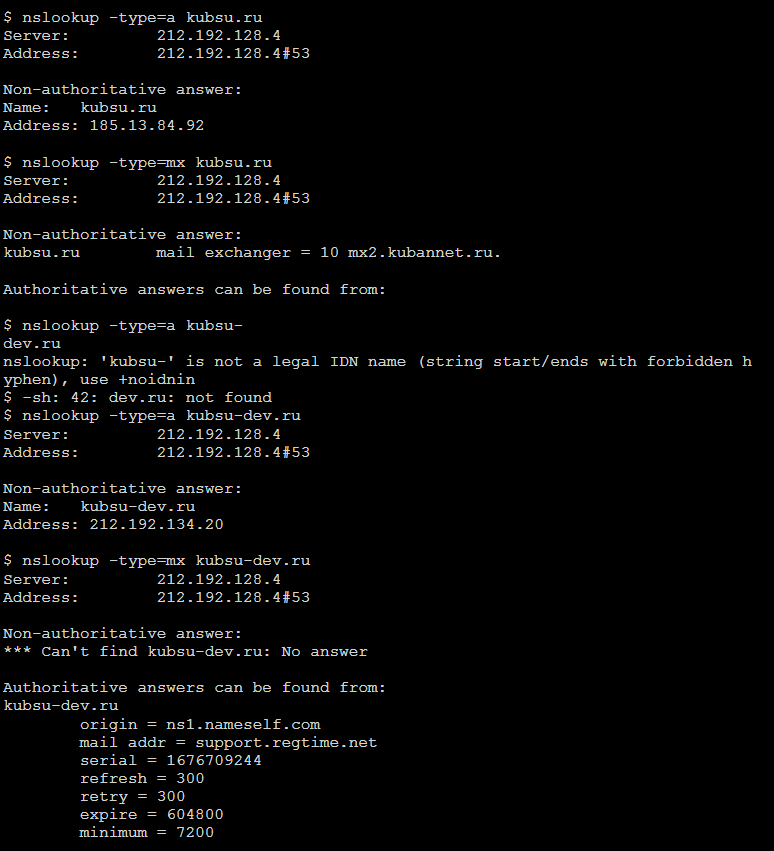 $ nslookup -type=a kubsu.ru
Server:         212.192.128.4
Address:        212.192.128.4#53

Non-authoritative answer:
Name:   kubsu.ru
Address: 185.13.84.92

$ nslookup -type=mx kubsu.ru
Server:         212.192.128.4
Address:        212.192.128.4#53

Non-authoritative answer:
kubsu.ru        mail exchanger = 10 mx2.kubannet.ru.

Authoritative answers can be found from:

$ nslookup -type=a kubsu-
dev.ru
nslookup: 'kubsu-' is not a legal IDN name (string start/ends with forbidden h
yphen), use +noidnin
$ -sh: 42: dev.ru: not found
$ nslookup -type=a kubsu-dev.ru
Server:         212.192.128.4
Address:        212.192.128.4#53

Non-authoritative answer:
Name:   kubsu-dev.ru
Address: 212.192.134.20

$ nslookup -type=mx kubsu-dev.ru
Server:         212.192.128.4
Address:        212.192.128.4#53

Non-authoritative answer:
*** Can't find kubsu-dev.ru: No answer

Authoritative answers can be found from:
kubsu-dev.ru
        origin = ns1.nameself.com
        mail addr = support.regtime.net
        serial = 1676709244
        refresh = 300
        retry = 300
        expire = 604800
        minimum = 7200